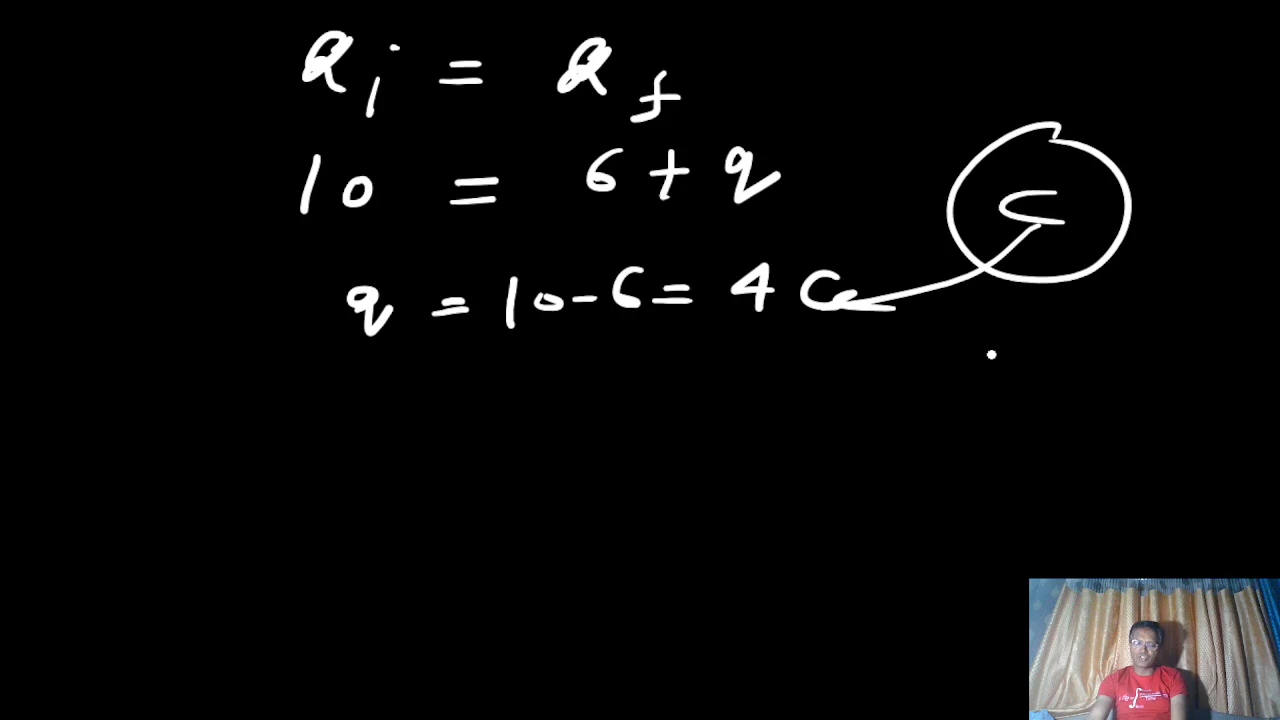 Qi = Qf
10 = 6 + q
C
q = 10 - 6 = 4 C